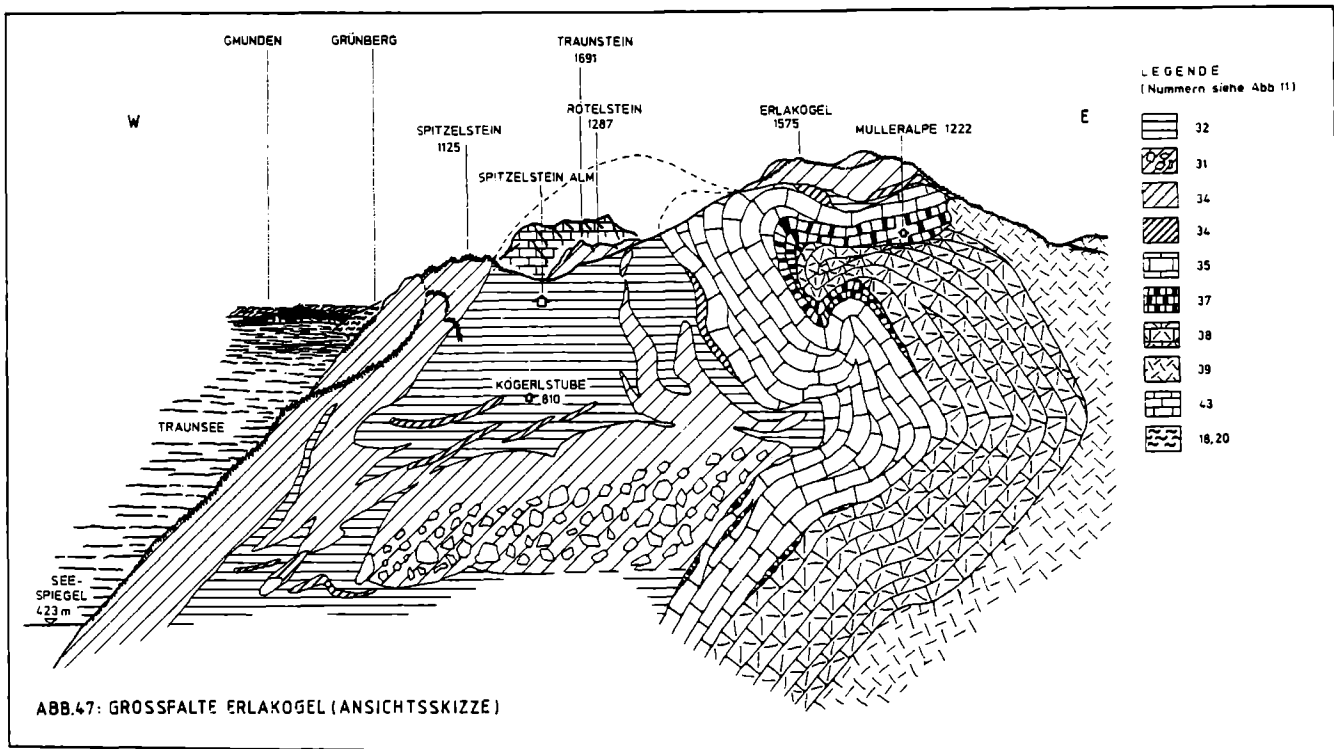 GMUNDEN
GRÜNBERG
TRAUNSTEIN
1691
RÖTELSTEIN
1287
SPITZELSTEIN
1125
SPITZELSTEIN ALM
ERLAKOGEL
1575
MULLERALPE 1222
W
E
KOGERLSTUBE
810
TRAUNSEE
SEE-
SPIEGEL
423 m
LEGENDE
(Nummern siehe Abb 11)
32
31
34
34
35
37
38
39
43
18,20
ABB.47: GROSSFALTE ERLAKOGEL (ANSICHTSSKIZZE)